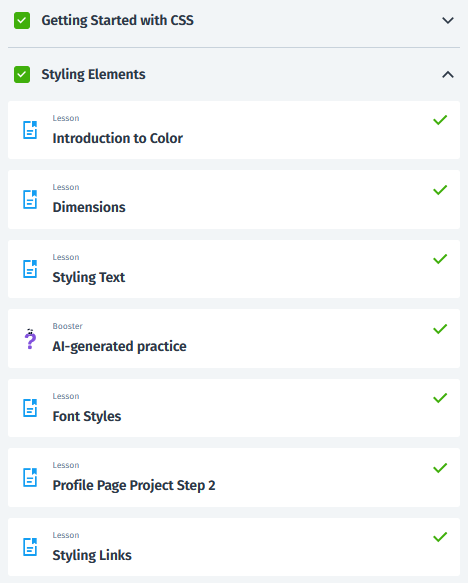 Getting Started with CSS
Styling Elements
Lesson
Introduction to Color
Lesson
Dimensions
Lesson
Styling Text
Booster
AI-generated practice
Lesson
Font Styles
Lesson
Profile Page Project Step 2
Lesson
Styling Links